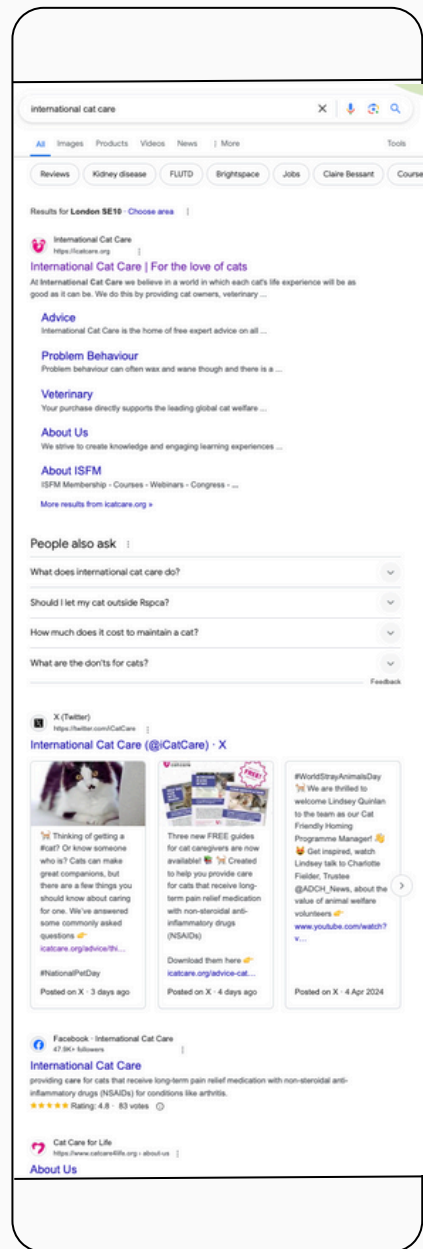 international cat care
All Images Products Videos News More Tools
Reviews Kidney disease FLUTD Brightspace Jobs Claire Bessant Course
Results for London SE10 · Choose area
International Cat Care
https://icatcare.org
International Cat Care | For the love of cats
At International Cat Care we believe in a world in which each cat's life experience will be as
good as it can be. We do this by providing cat owners, veterinary ...
Advice
International Cat Care is the home of free expert advice on all ...
Problem Behaviour
Problem behaviour can often wax and wane though and there is a ...
Veterinary
Your purchase directly supports the leading global cat welfare ...
About Us
We strive to create knowledge and engaging learning experiences ...
About ISFM
ISFM Membership - Courses - Webinars - Congress - ...
More results from icatcare.org »
People also ask
What does international cat care do?
Should I let my cat outside Rspca?
How much does it cost to maintain a cat?
What are the don'ts for cats?
Feedback
X (Twitter)
https://twitter.com/iCatCare
International Cat Care (@iCatCare) · X
🐈 Thinking of getting a
#cat? Or know someone
who is? Cats can make
great companions, but
there are a few things you
should know about caring
for one. We've answered
some commonly asked
questions 👉
icatcare.org/advice/thi...
#NationalPetDay
Posted on X · 3 days ago
FREE!
Three new FREE guides
for cat caregivers are now
available! 📚 🐈 Created
to help you provide care
for cats that receive long-
term pain relief medication
with non-steroidal anti-
inflammatory drugs
(NSAIDs)
Download them here 👉
icatcare.org/advice-cat...
Posted on X · 4 days ago
#WorldStrayAnimalsDay
🐈 We are thrilled to
welcome Lindsey Quinlan
to the team as our Cat
Friendly Homing
Programme Manager! 👋
😺 Get inspired, watch
Lindsey talk to Charlotte
Fielder, Trustee
@ADCH_News, about the
value of animal welfare
volunteers 👉
www.youtube.com/watch?
v...
Posted on X · 4 Apr 2024
Facebook · International Cat Care
47.9K+ followers
International Cat Care
providing care for cats that receive long-term pain relief medication with non-steroidal anti-
inflammatory drugs (NSAIDs) for conditions like arthritis.
★★★★★ Rating: 4.8 · 83 votes
Cat Care for Life
https://www.catcare4life.org › about-us
About Us